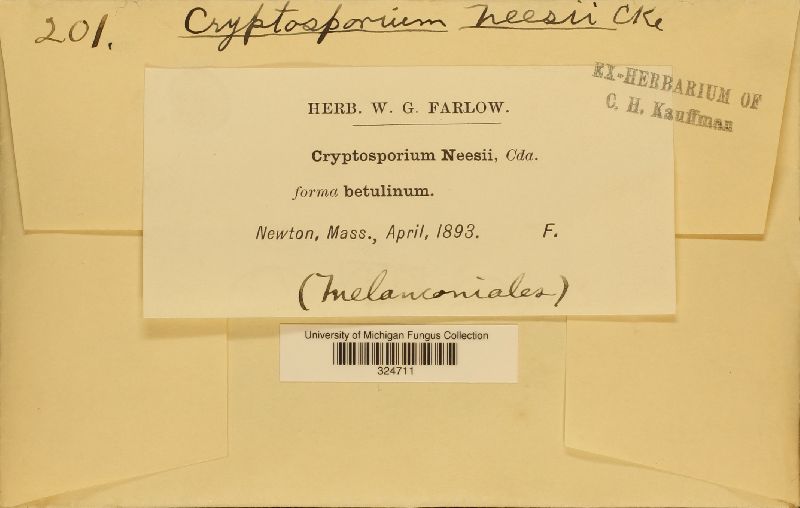 201. Cryptosporium Neesii Cke
EX-HERBARIUM OF
C. H. Kauffman
HERB. W. G. FARLOW.
Cryptosporium Neesii, Cda.
forma betulinum.
Newton, Mass., April, 1893. F.
(Melanconiales)
University of Michigan Fungus Collection
324711